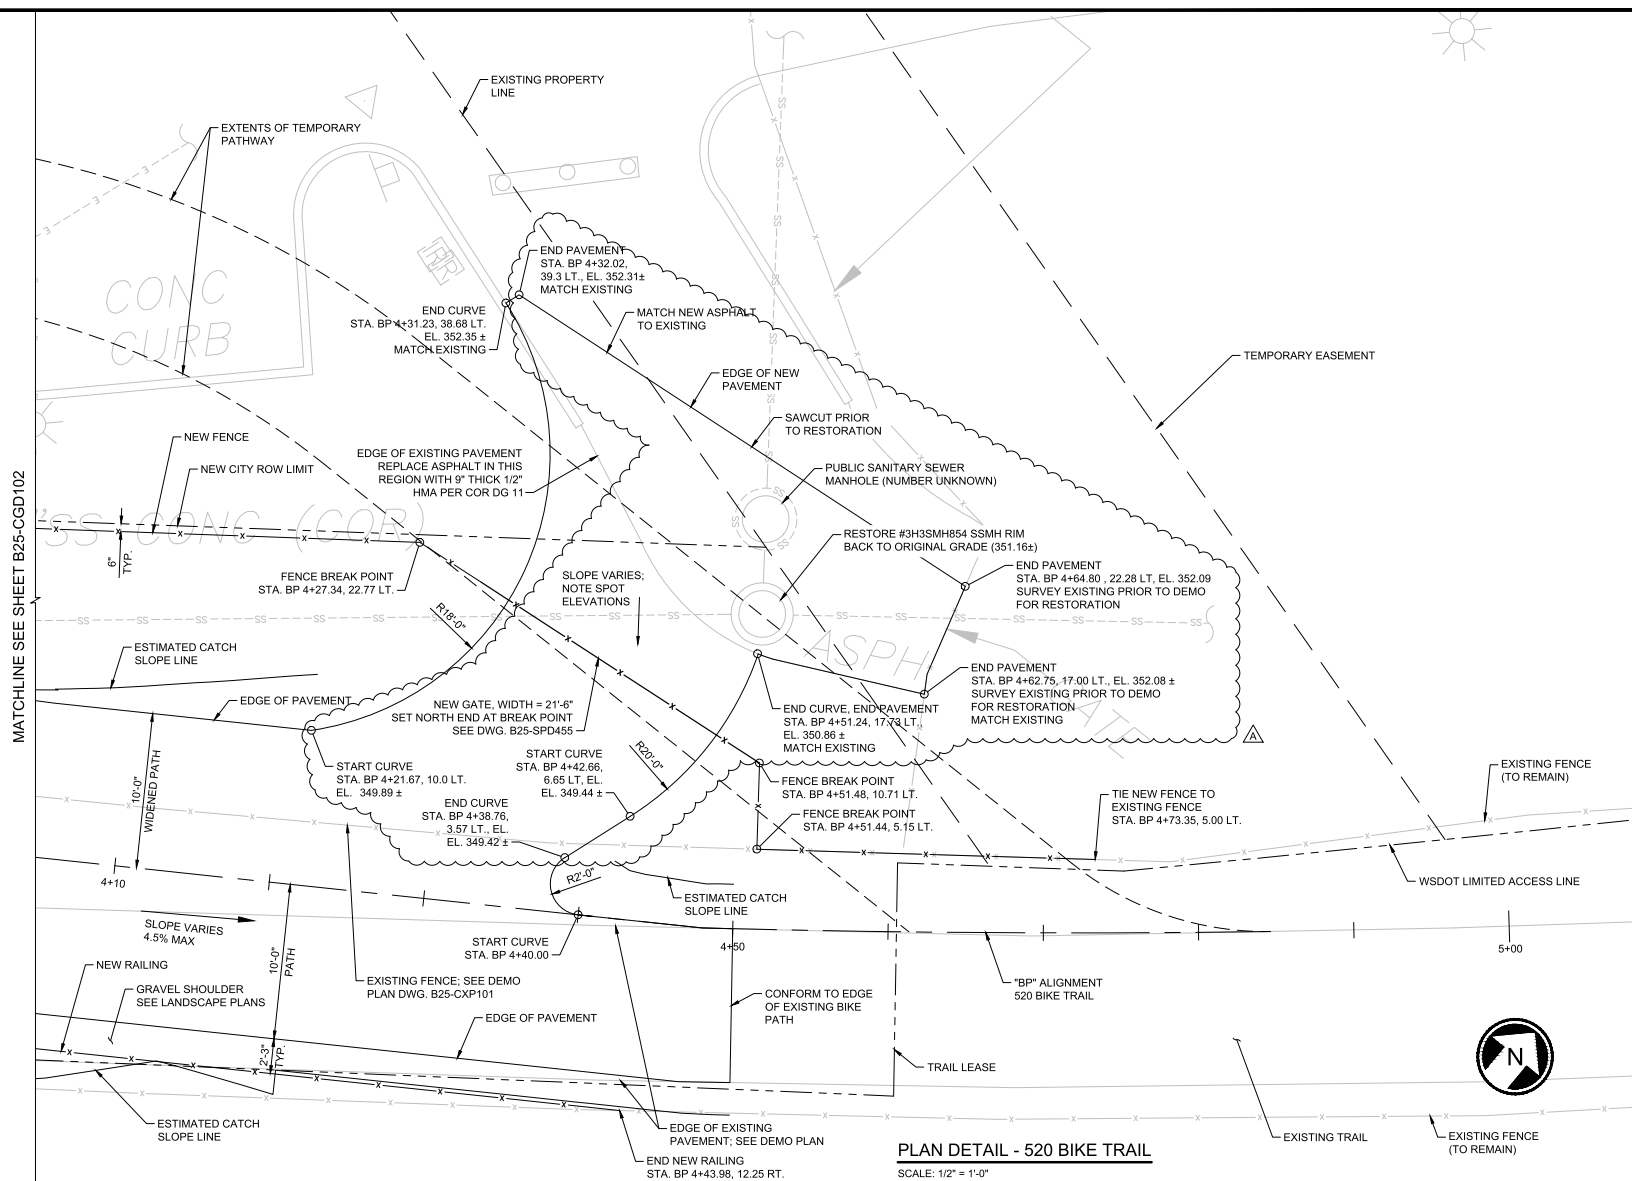 EXISTING PROPERTY
LINE
EXTENTS OF TEMPORARY
PATHWAY
CONC
CURB
END PAVEMENT
STA. BP 4+32.02,
39.3 LT., EL. 352.31±
MATCH EXISTING
END CURVE
STA. BP 4+31.23, 38.68 LT.
EL. 352.35 ±
MATCH EXISTING
MATCH NEW ASPHALT
TO EXISTING
TEMPORARY EASEMENT
EDGE OF NEW
PAVEMENT
SAWCUT PRIOR
TO RESTORATION
NEW FENCE
NEW CITY ROW LIMIT
EDGE OF EXISTING PAVEMENT
REPLACE ASPHALT IN THIS
REGION WITH 9" THICK 1/2"
HMA PER COR DG 11
PUBLIC SANITARY SEWER
MANHOLE (NUMBER UNKNOWN)
SS CONC (COR)
RESTORE #3H3SMH854 SSMH RIM
BACK TO ORIGINAL GRADE (351.16±)
6"
TYP.
FENCE BREAK POINT
STA. BP 4+27.34, 22.77 LT.
SLOPE VARIES;
NOTE SPOT
ELEVATIONS
END PAVEMENT
STA. BP 4+64.80 , 22.28 LT, EL. 352.09
SURVEY EXISTING PRIOR TO DEMO
FOR RESTORATION
MATCHLINE SEE SHEET B25-CGD102
R18'-0"
SS SS SS SS SS SS SS SS SS SS
ASPH
GATE
ESTIMATED CATCH
SLOPE LINE
EDGE OF PAVEMENT
END PAVEMENT
STA. BP 4+62.75, 17.00 LT., EL. 352.08 ±
SURVEY EXISTING PRIOR TO DEMO
FOR RESTORATION
MATCH EXISTING
NEW GATE, WIDTH = 21'-6"
SET NORTH END AT BREAK POINT
SEE DWG. B25-SPD455
END CURVE, END PAVEMENT
STA. BP 4+51.24, 17.73 LT.,
EL. 350.86 ±
MATCH EXISTING
A
START CURVE
STA. BP 4+42.66,
6.65 LT, EL.
EL. 349.44 ±
R20'-0"
START CURVE
STA. BP 4+21.67, 10.0 LT.
EL. 349.89 ±
10'-0"
WIDENED PATH
FENCE BREAK POINT
STA. BP 4+51.48, 10.71 LT.
EXISTING FENCE
(TO REMAIN)
END CURVE
STA. BP 4+38.76,
3.57 LT., EL.
EL. 349.42 ±
FENCE BREAK POINT
STA. BP 4+51.44, 5.15 LT.
TIE NEW FENCE TO
EXISTING FENCE
STA. BP 4+73.35, 5.00 LT.
4+10
R2'-0"
WSDOT LIMITED ACCESS LINE
ESTIMATED CATCH
SLOPE LINE
SLOPE VARIES
4.5% MAX
START CURVE
STA. BP 4+40.00
4+50
5+00
10'-0"
PATH
NEW RAILING
GRAVEL SHOULDER
SEE LANDSCAPE PLANS
EXISTING FENCE; SEE DEMO
PLAN DWG. B25-CXP101
CONFORM TO EDGE
OF EXISTING BIKE
PATH
"BP" ALIGNMENT
520 BIKE TRAIL
EDGE OF PAVEMENT
2'-3"
TYP.
TRAIL LEASE
N
ESTIMATED CATCH
SLOPE LINE
EDGE OF EXISTING
PAVEMENT; SEE DEMO PLAN
EXISTING TRAIL
EXISTING FENCE
(TO REMAIN)
END NEW RAILING
STA. BP 4+43.98, 12.25 RT.
PLAN DETAIL - 520 BIKE TRAIL
SCALE: 1/2" = 1'-0"